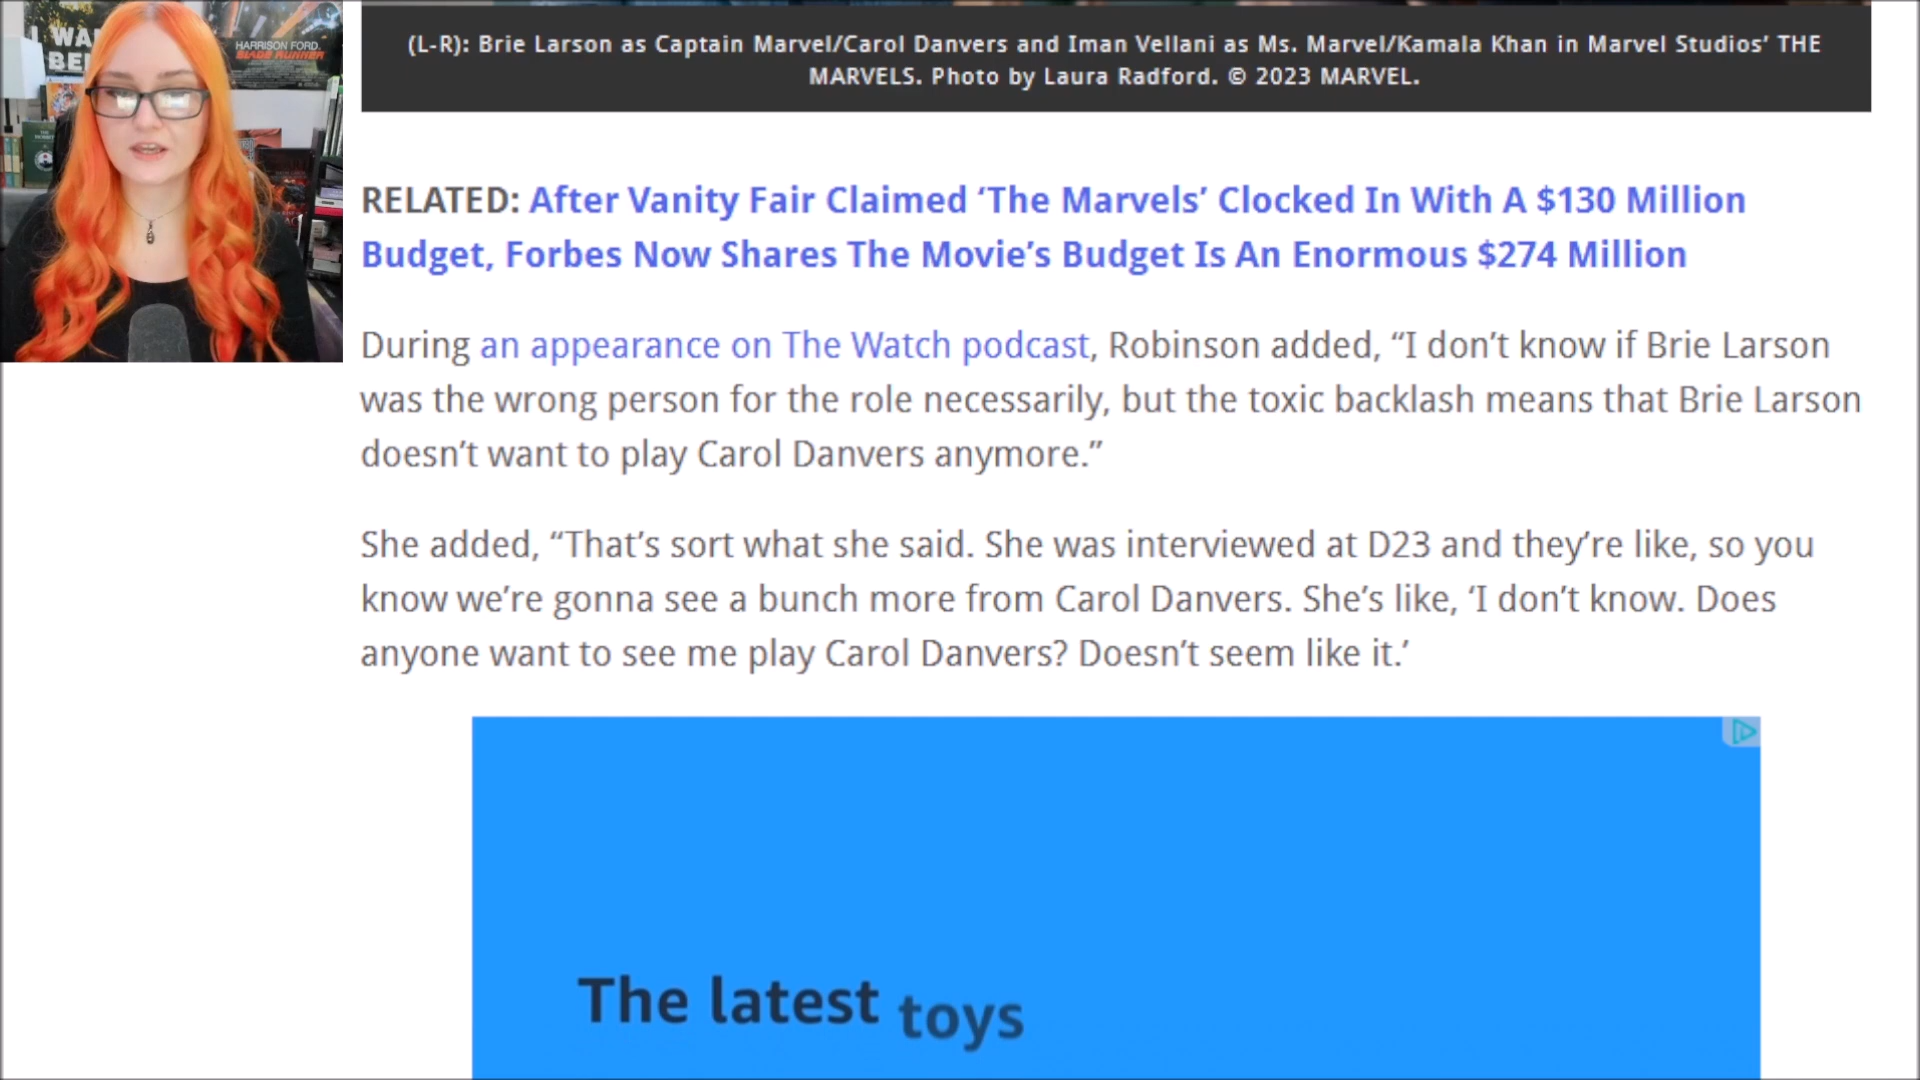 I WA
BE
HARRISON FORD.
BLADE RUNNER
(L-R): Brie Larson as Captain Marvel/Carol Danvers and Iman Vellani as Ms. Marvel/Kamala Khan in Marvel Studios’ THE
MARVELS. Photo by Laura Radford. © 2023 MARVEL.
RELATED: After Vanity Fair Claimed ‘The Marvels’ Clocked In With A $130 Million
Budget, Forbes Now Shares The Movie’s Budget Is An Enormous $274 Million
During an appearance on The Watch podcast, Robinson added, “I don’t know if Brie Larson
was the wrong person for the role necessarily, but the toxic backlash means that Brie Larson
doesn’t want to play Carol Danvers anymore.”
She added, “That’s sort what she said. She was interviewed at D23 and they’re like, so you
know we’re gonna see a bunch more from Carol Danvers. She’s like, ‘I don’t know. Does
anyone want to see me play Carol Danvers? Doesn’t seem like it.’
The latest toys